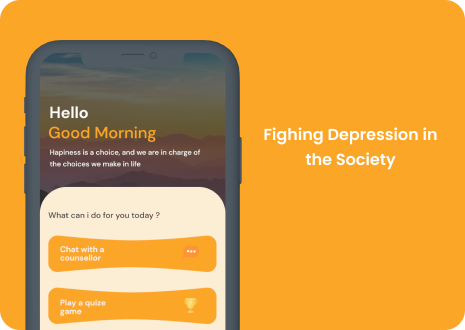 Hello
Good Morning
Hapiness is a choice, and we are in charge of
the choices we make in life
Fighing Depression in
the Society
What can i do for you today ?
Chat with a
counsellor
Play a quize
game